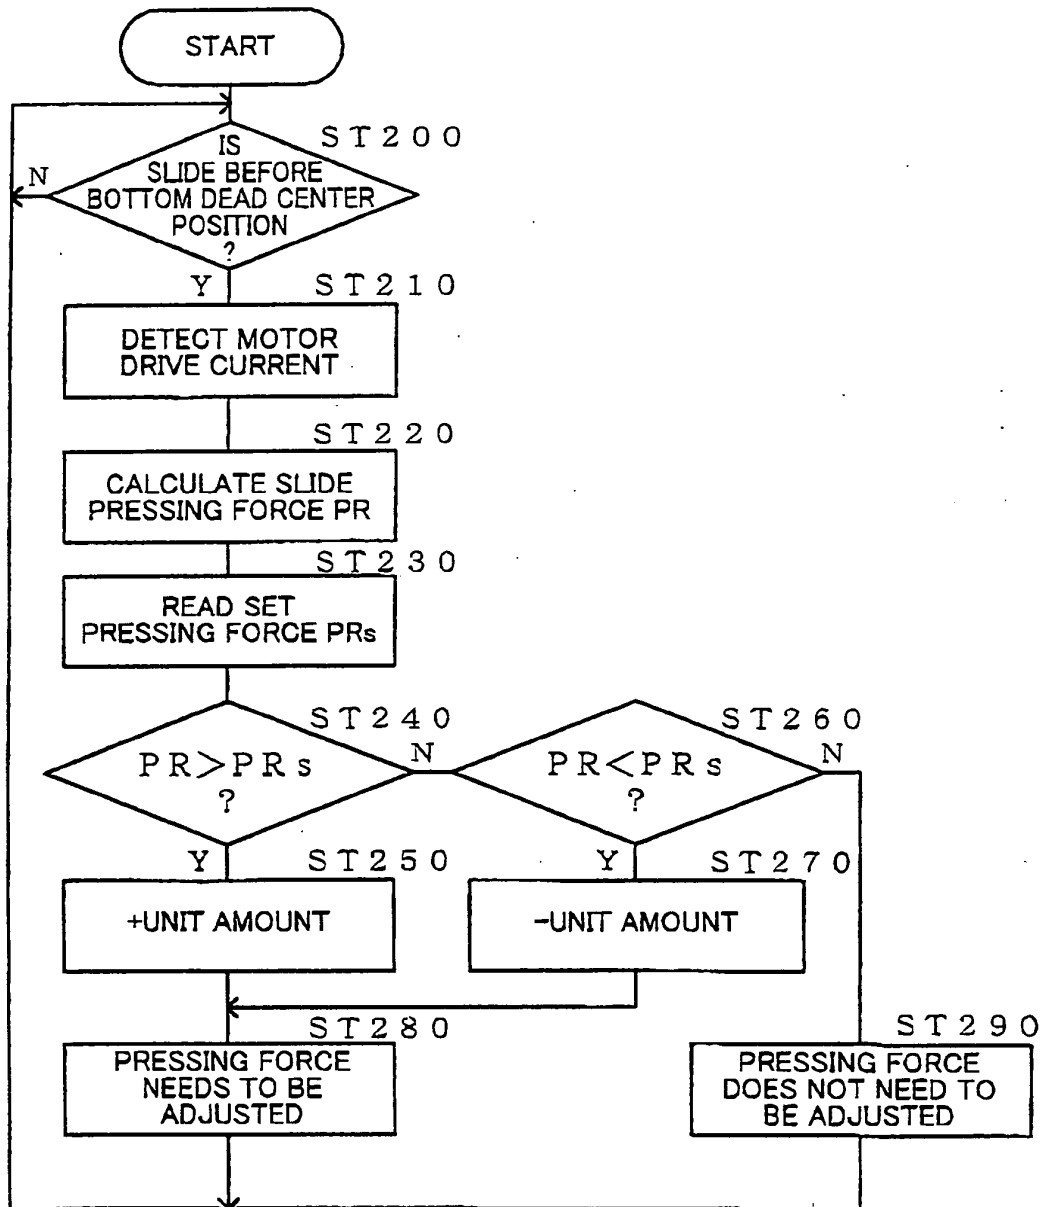 START
ST200
IS
SLIDE BEFORE
BOTTOM DEAD CENTER
POSITION
?
N
Y
ST210
DETECT MOTOR
DRIVE CURRENT
ST220
CALCULATE SLIDE
PRESSING FORCE PR
ST230
READ SET
PRESSING FORCE PRs
ST240
PR>PRs
?
N
ST260
PR<PRs
?
N
Y
ST250
+UNIT AMOUNT
Y
ST270
-UNIT AMOUNT
ST280
PRESSING FORCE
NEEDS TO BE
ADJUSTED
ST290
PRESSING FORCE
DOES NOT NEED TO
BE ADJUSTED